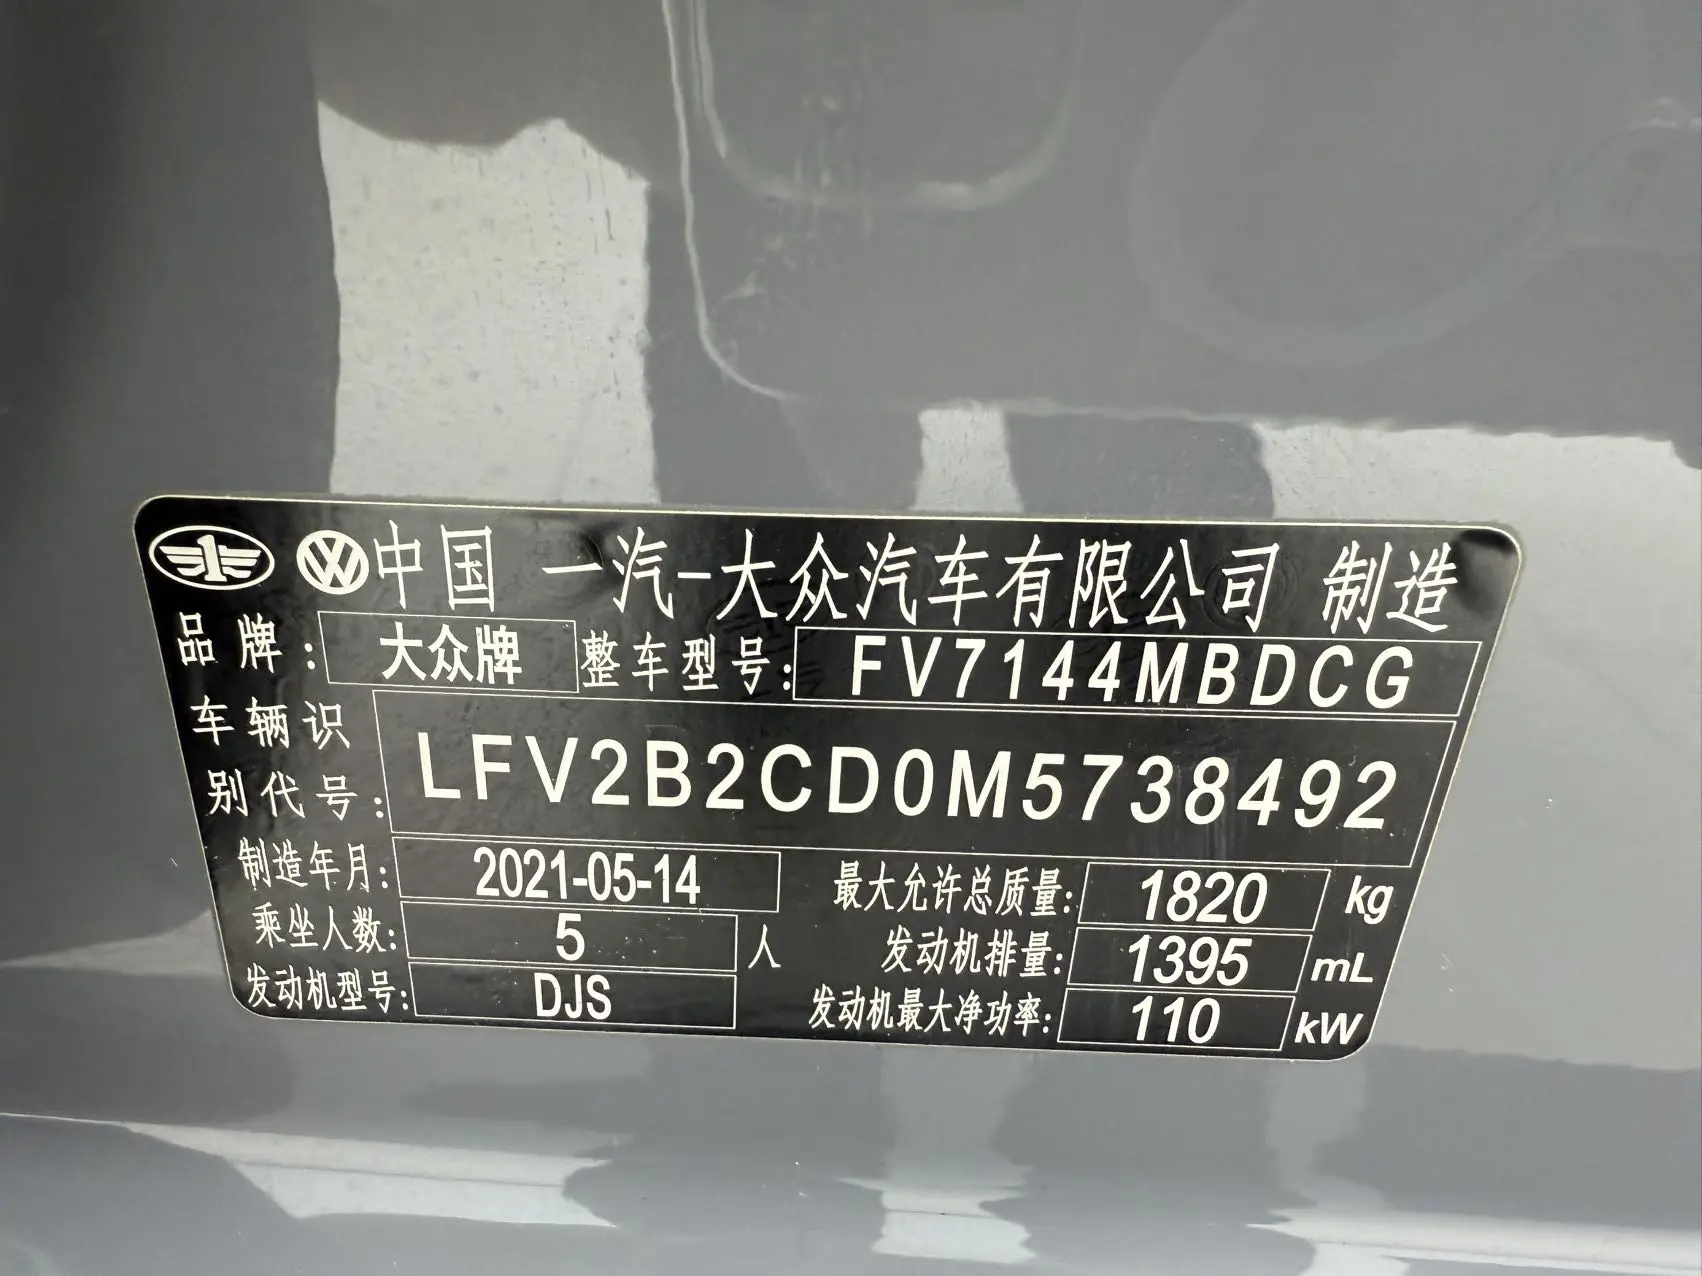 中国 一汽-大众汽车有限公司 制造
品牌: 大众牌 整车型号: FV7144MBDCG
车辆识别代号: LFV2B2CD0M5738492
制造年月: 2021-05-14 最大允许总质量: 1820 kg
乘坐人数: 5 人 发动机排量: 1395 mL
发动机型号: DJS 发动机最大净功率: 110 kW